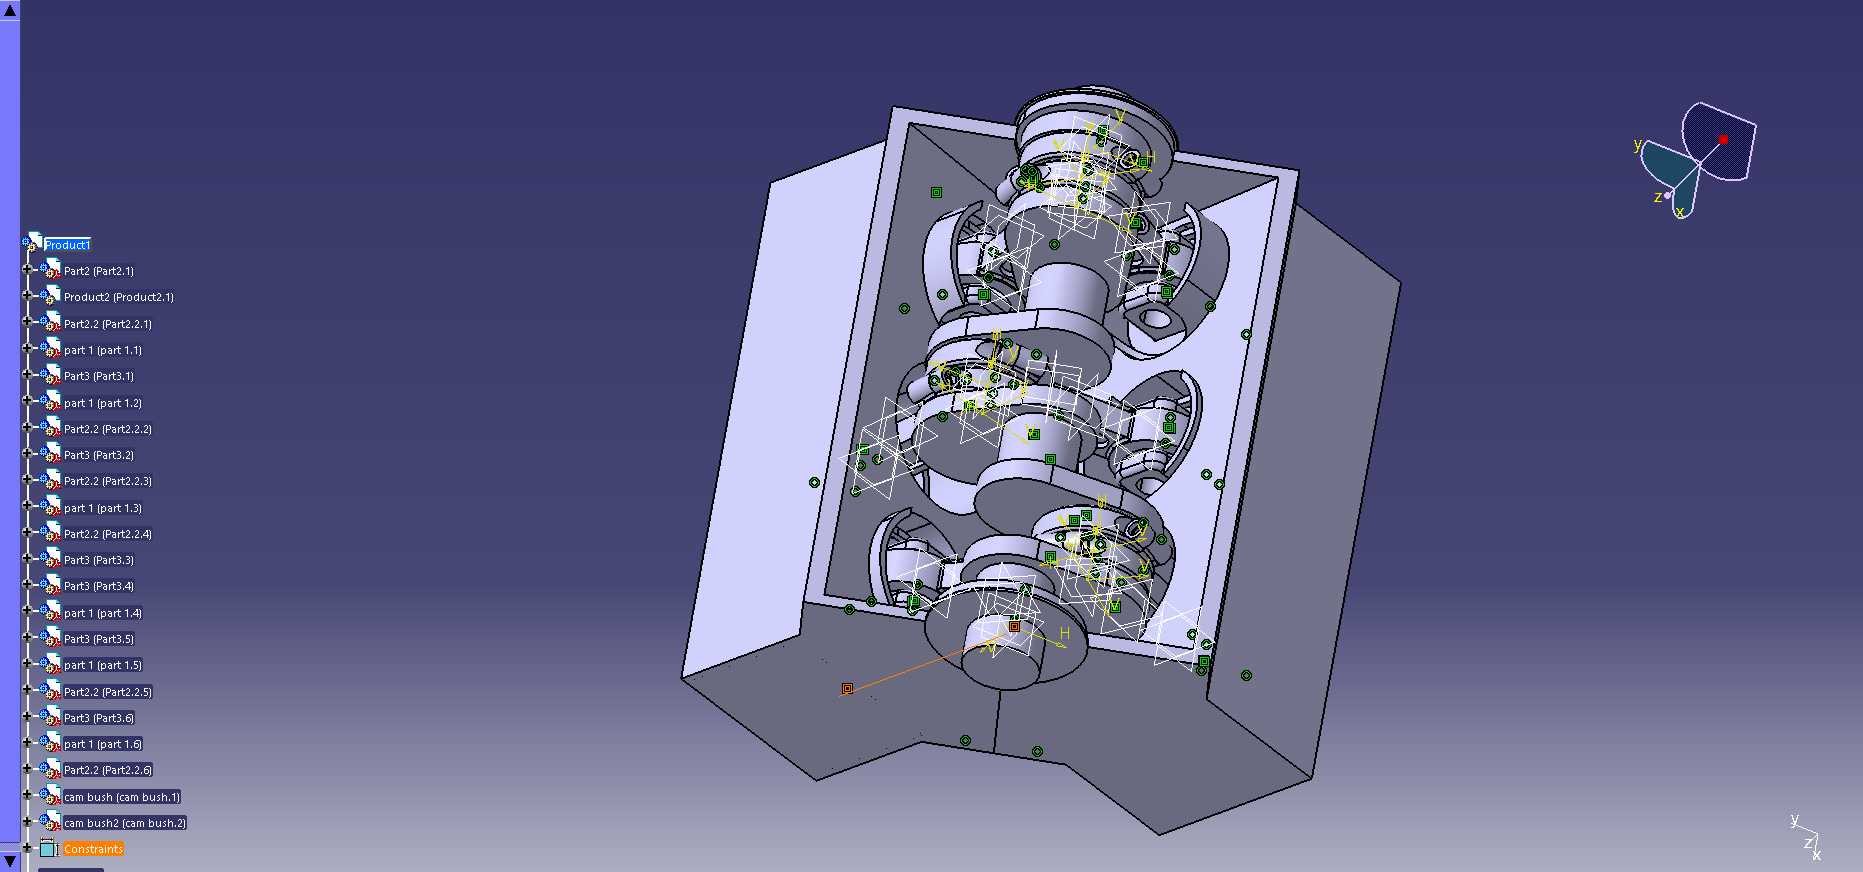 Product1
Part2 (Part2.1)
Product2 (Product2.1)
Part2.2 (Part2.2.1)
part 1 (part 1.1)
Part3 (Part3.1)
part 1 (part 1.2)
Part2.2 (Part2.2.2)
Part3 (Part3.2)
Part2.2 (Part2.2.3)
part 1 (part 1.3)
Part2.2 (Part2.2.4)
Part3 (Part3.3)
Part3 (Part3.4)
part 1 (part 1.4)
Part3 (Part3.5)
part 1 (part 1.5)
Part2.2 (Part2.2.5)
Part3 (Part3.6)
part 1 (part 1.6)
Part2.2 (Part2.2.6)
cam bush (cam bush.1)
cam bush2 (cam bush.2)
Constraints
V
H
H
V
y
z
x
y
z
x